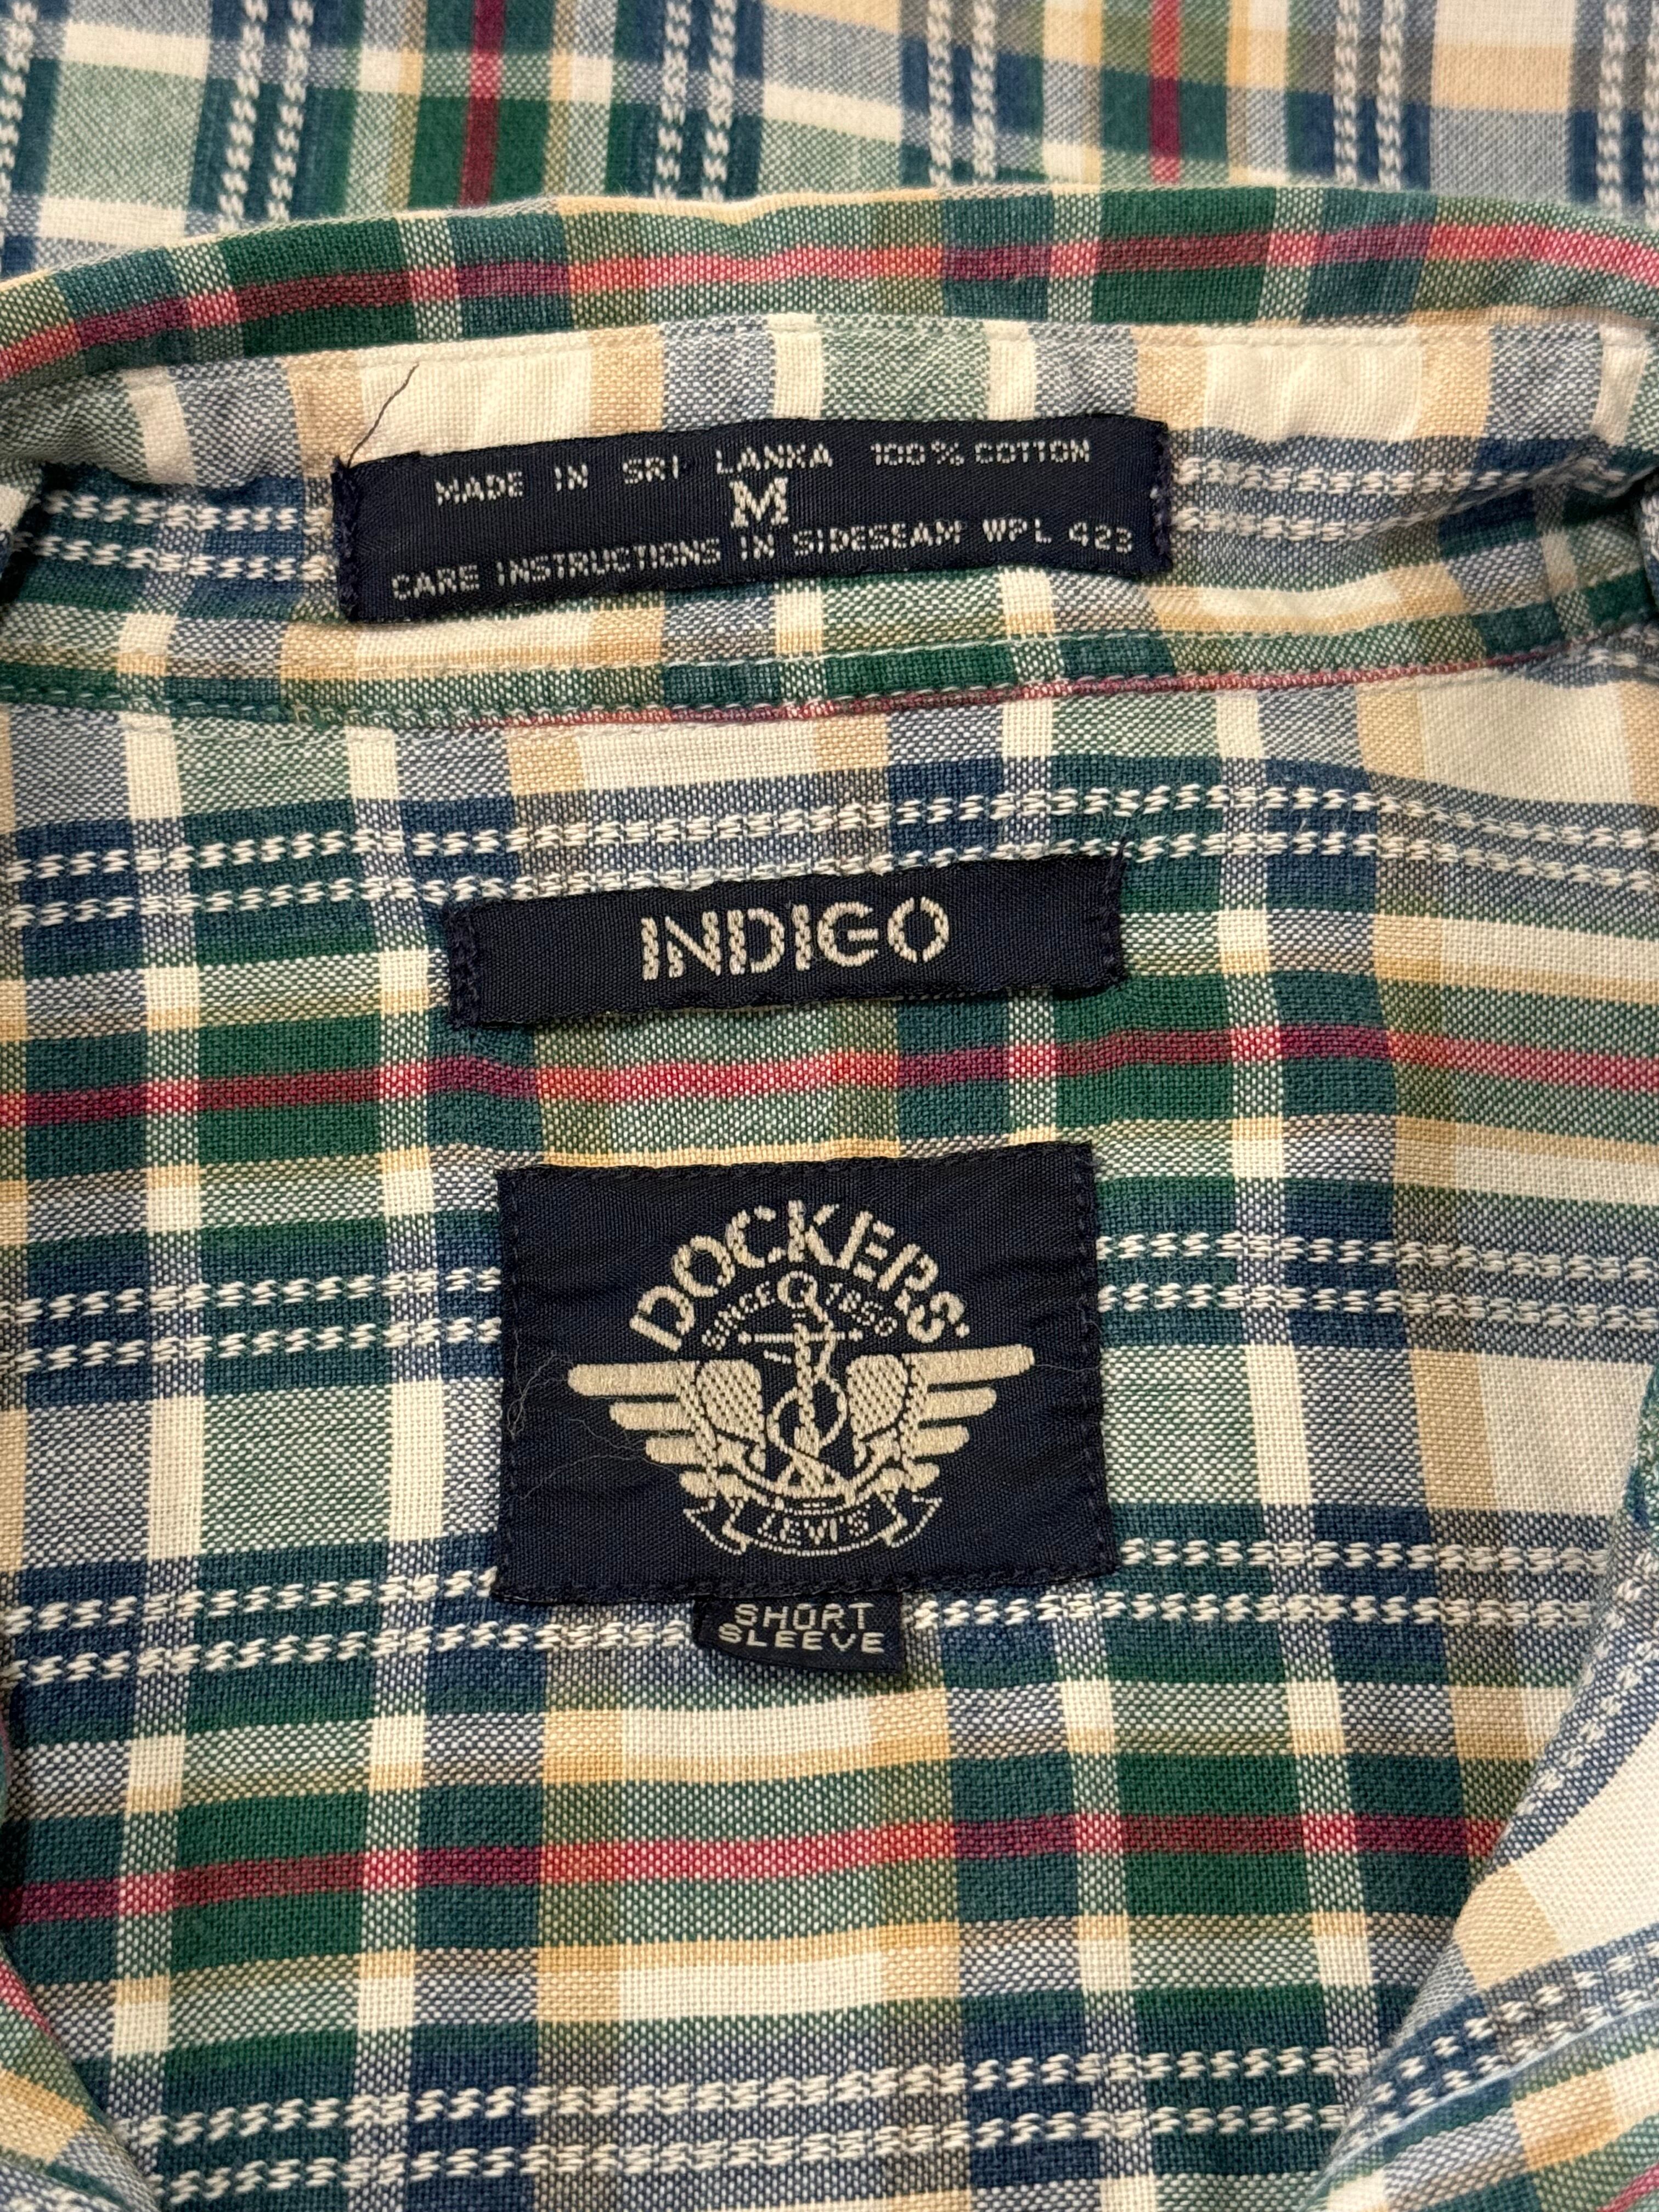 MADE IN SRI LANKA 100% COTTON
M
CARE INSTRUCTIONS IN SIDESEAM WPL 423
INDIGO
DOCKERS
SINCE 1850
LEVI'S
SHORT
SLEEVE